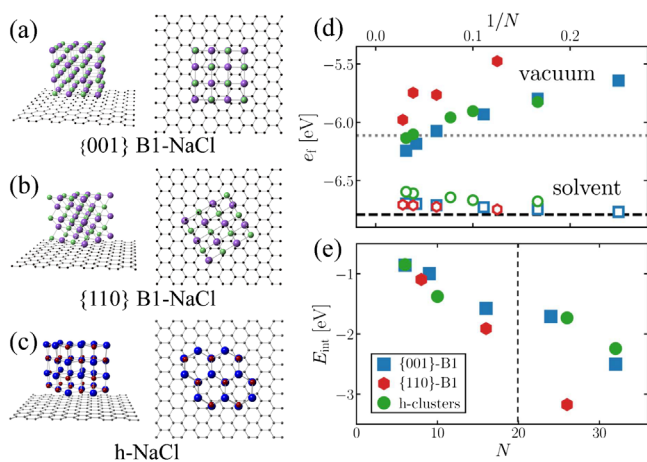 (a)
{001} B1-NaCl
(b)
{110} B1-NaCl
(c)
h-NaCl
(d)
1/N
0.0 0.1 0.2
-5.5
-6.0
-6.5
e_f [eV]
vacuum
solvent
(e)
-1
-2
-3
E_int [eV]
{001}-B1
{110}-B1
h-clusters
0 10 20 30
N